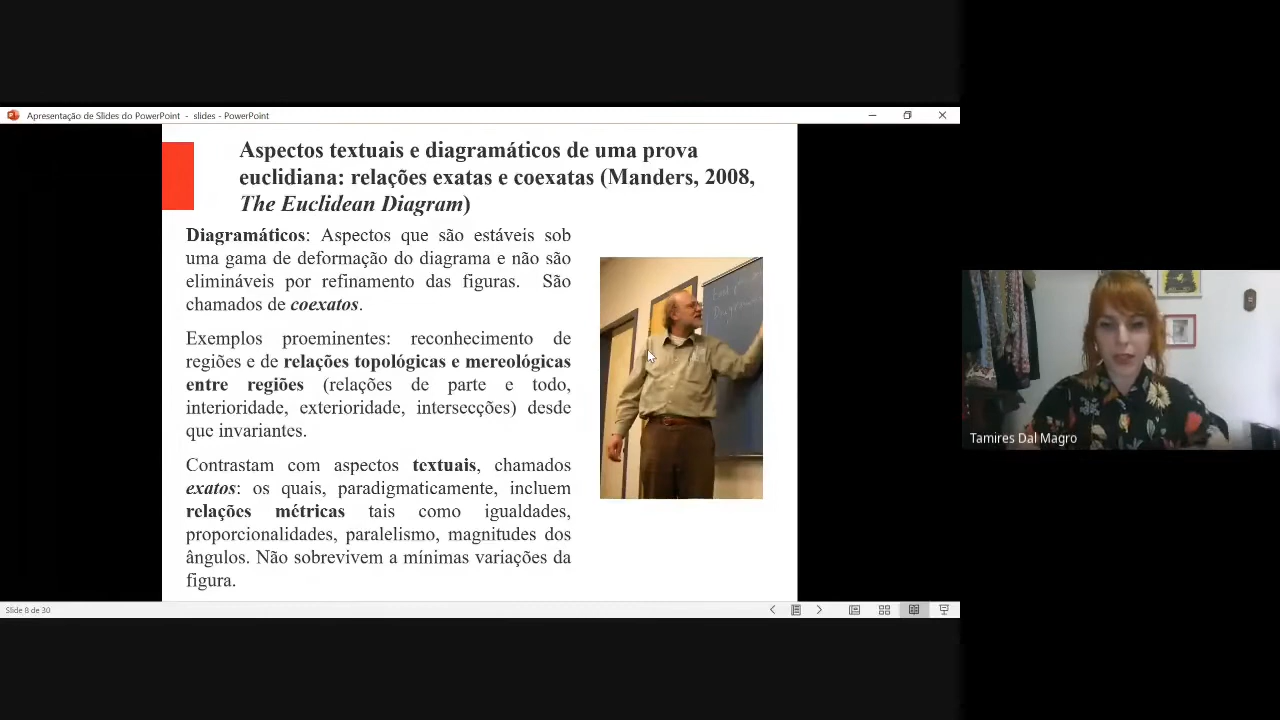 Apresentação de Slides do PowerPoint - slides - PowerPoint
Aspectos textuais e diagramáticos de uma prova
euclidiana: relações exatas e coexatas (Manders, 2008,
The Euclidean Diagram)
Diagramáticos: Aspectos que são estáveis sob
uma gama de deformação do diagrama e não são
elimináveis por refinamento das figuras. São
chamados de coexatos.
Exemplos proeminentes: reconhecimento de
regiões e de relações topológicas e mereológicas
entre regiões (relações de parte e todo,
interioridade, exterioridade, intersecções) desde
que invariantes.
Contrastam com aspectos textuais, chamados
exatos: os quais, paradigmaticamente, incluem
relações métricas tais como igualdades,
proporcionalidades, paralelismo, magnitudes dos
ângulos. Não sobrevivem a mínimas variações da
figura.
Tamires Dal Magro
Slide 8 de 30